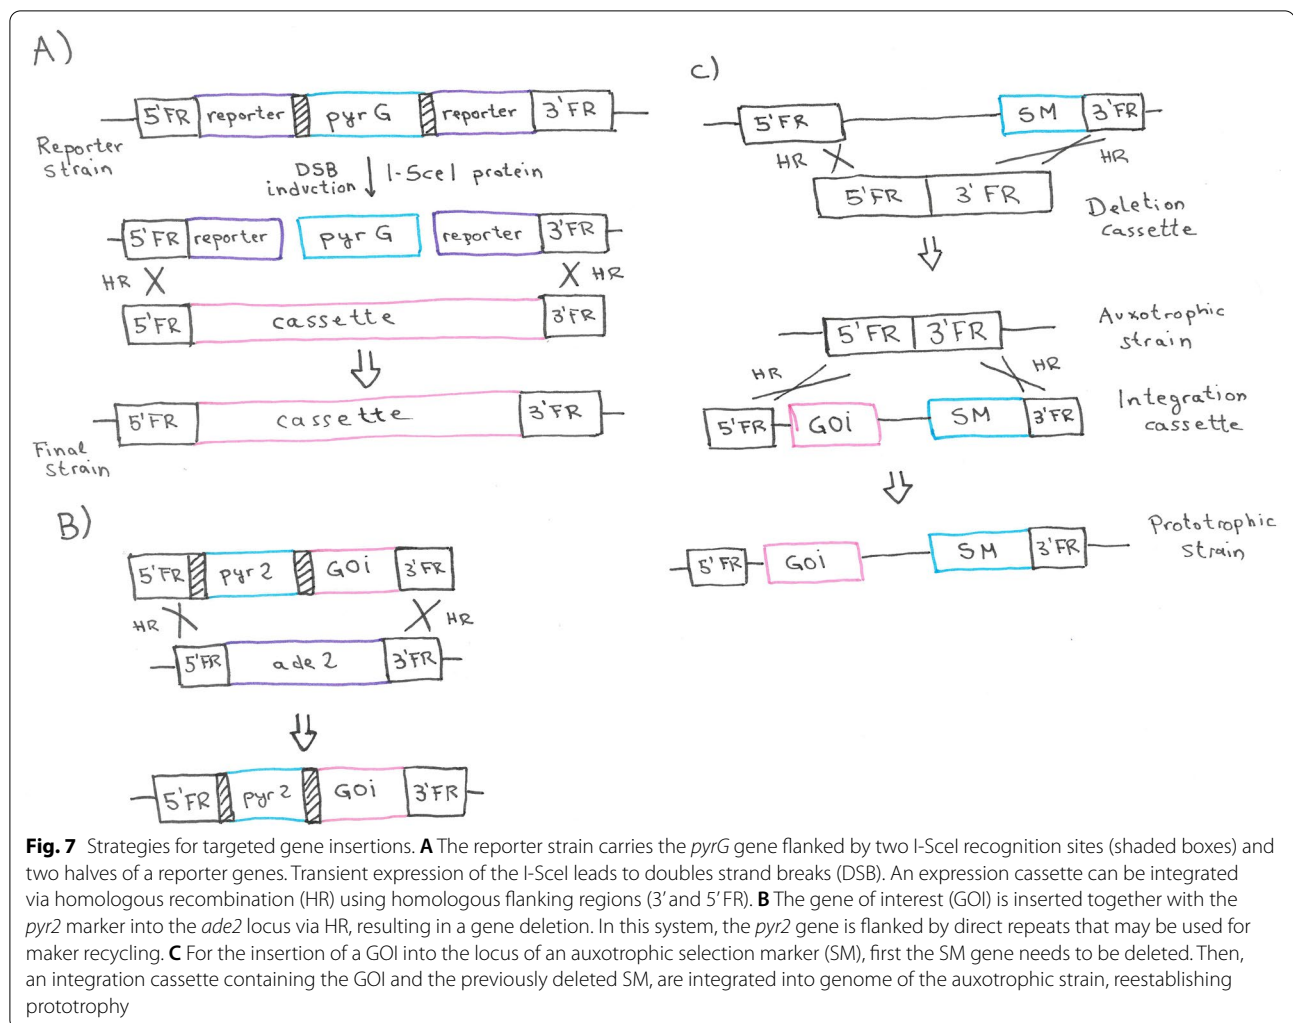 A)
5'FR reporter pyr G reporter 3'FR
Reporter
strain
DSB
induction
I-SceI protein
5'FR reporter pyr G reporter 3'FR
HR HR
5'FR cassette 3'FR
5'FR cassette 3'FR
Final
strain
B)
5'FR pyr2 GOi 3'FR
HR HR
5'FR ade2 3'FR
5'FR pyr2 GOi 3'FR
c)
5'FR SM 3'FR
HR HR
5'FR 3'FR
Deletion
cassette
5'FR 3'FR
Auxotrophic
strain
HR HR
5'FR GOi SM 3'FR
Integration
cassette
5'FR GOi SM 3'FR
Prototrophic
strain
Fig. 7 Strategies for targeted gene insertions. A The reporter strain carries the pyrG gene flanked by two I-SceI recognition sites (shaded boxes) and
two halves of a reporter genes. Transient expression of the I-SceI leads to doubles strand breaks (DSB). An expression cassette can be integrated
via homologous recombination (HR) using homologous flanking regions (3' and 5' FR). B The gene of interest (GOI) is inserted together with the
pyr2 marker into the ade2 locus via HR, resulting in a gene deletion. In this system, the pyr2 gene is flanked by direct repeats that may be used for
maker recycling. C For the insertion of a GOI into the locus of an auxotrophic selection marker (SM), first the SM gene needs to be deleted. Then,
an integration cassette containing the GOI and the previously deleted SM, are integrated into genome of the auxotrophic strain, reestablishing
prototrophy